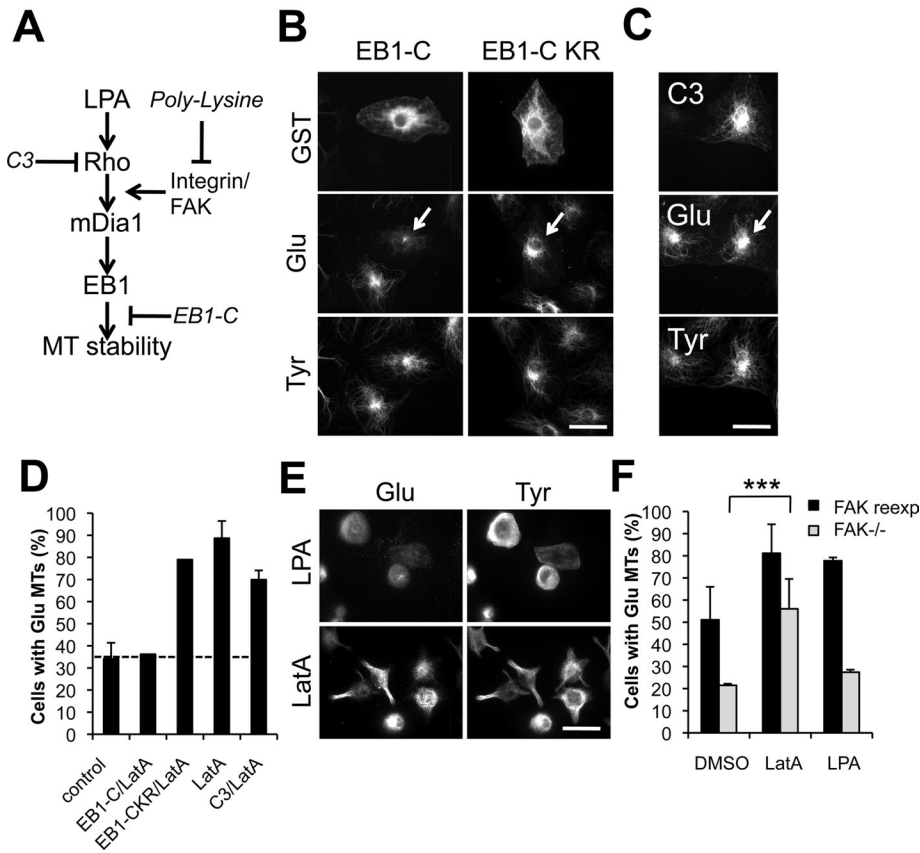 A
LPA
Poly-Lysine
C3
Rho
Integrin/
FAK
mDia1
EB1
EB1-C
MT stability
B
EB1-C
EB1-C KR
GST
Glu
Tyr
C
C3
Glu
Tyr
D
Cells with Glu MTs (%)
100
90
80
70
60
50
40
30
20
10
0
control
EB1-C/LatA
EB1-CKR/LatA
LatA
C3/LatA
E
Glu
Tyr
LPA
LatA
F
***
FAK reexp
FAK-/-
Cells with Glu MTs (%)
100
90
80
70
60
50
40
30
20
10
0
DMSO
LatA
LPA